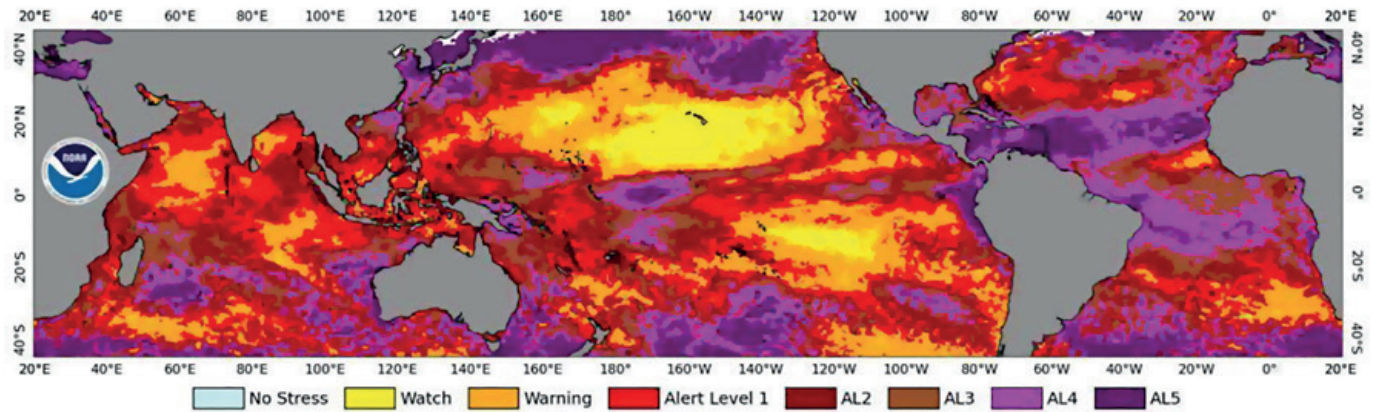 20°E 40°E 60°E 80°E 100°E 120°E 140°E 160°E 180° 160°W 140°W 120°W 100°W 80°W 60°W 40°W 20°W 0° 20°E
40°N 40°N
20°N 20°N
NOAA
0° 0°
20°S 20°S
40°S 40°S
20°E 40°E 60°E 80°E 100°E 120°E 140°E 160°E 180° 160°W 140°W 120°W 100°W 80°W 60°W 40°W 20°W 0° 20°E
No Stress Watch Warning Alert Level 1 AL2 AL3 AL4 AL5